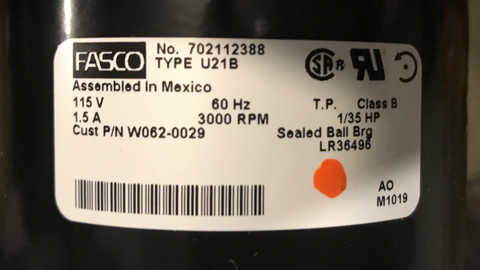 FASCO No. 702112388
TYPE U21B
Assembled In Mexico
115 V 60 Hz T.P. Class B
1.5 A 3000 RPM 1/35 HP
Cust P/N W062-0029 Sealed Ball Brg
LR36496
AO
M1019